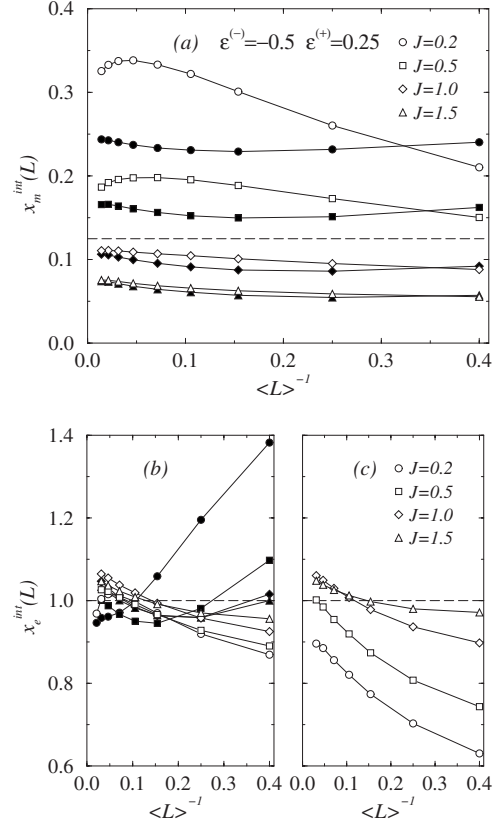 (a) ε(−)=−0.5 ε(+)=0.25
J=0.2
J=0.5
J=1.0
J=1.5
x_m^int(L)
0.4
0.3
0.2
0.1
0.0
0.0 0.1 0.2 0.3 0.4
<L>^-1
(b)
x_e^int(L)
1.4
1.2
1.0
0.8
0.6
0.0 0.1 0.2 0.3 0.4
<L>^-1
(c)
J=0.2
J=0.5
J=1.0
J=1.5
0.0 0.1 0.2 0.3 0.4
<L>^-1